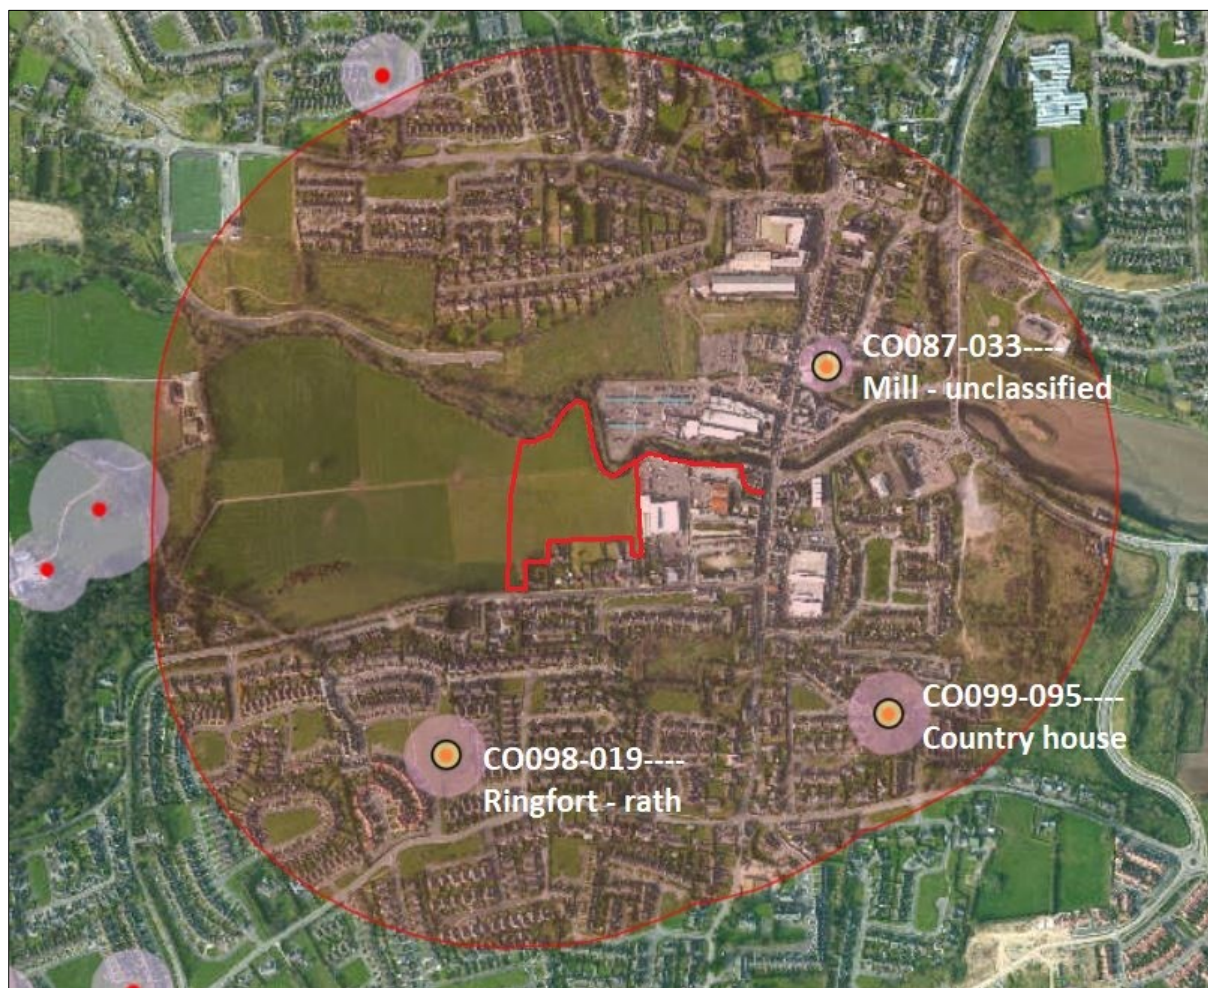 CO087-033----
Mill - unclassified
CO099-095----
Country house
CO098-019----
Ringfort - rath